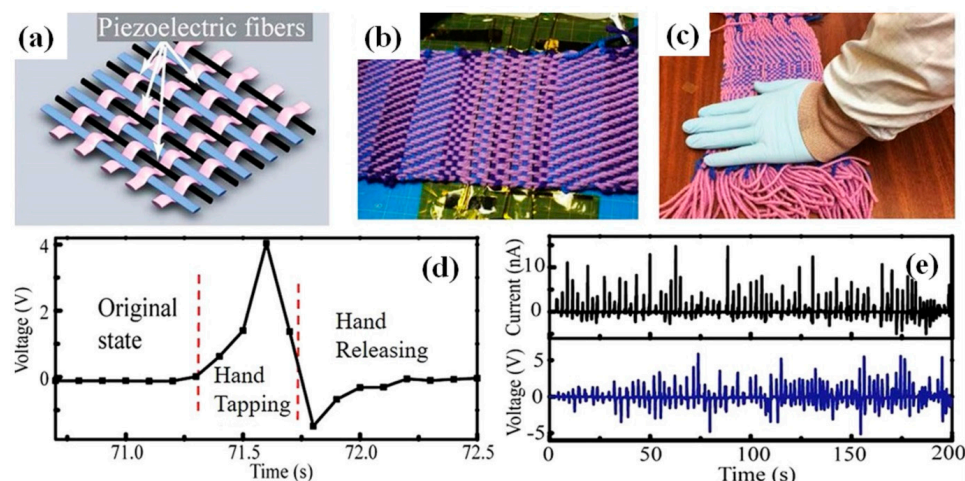 (a)
Piezoelectric fibers
(b)
(c)
(d)
Voltage (V)
4
2
0
Original
state
Hand
Tapping
Hand
Releasing
71.0
71.5
72.0
72.5
Time (s)
(e)
Current (nA)
10
0
Voltage (V)
5
0
-5
0
50
100
150
200
Time (s)